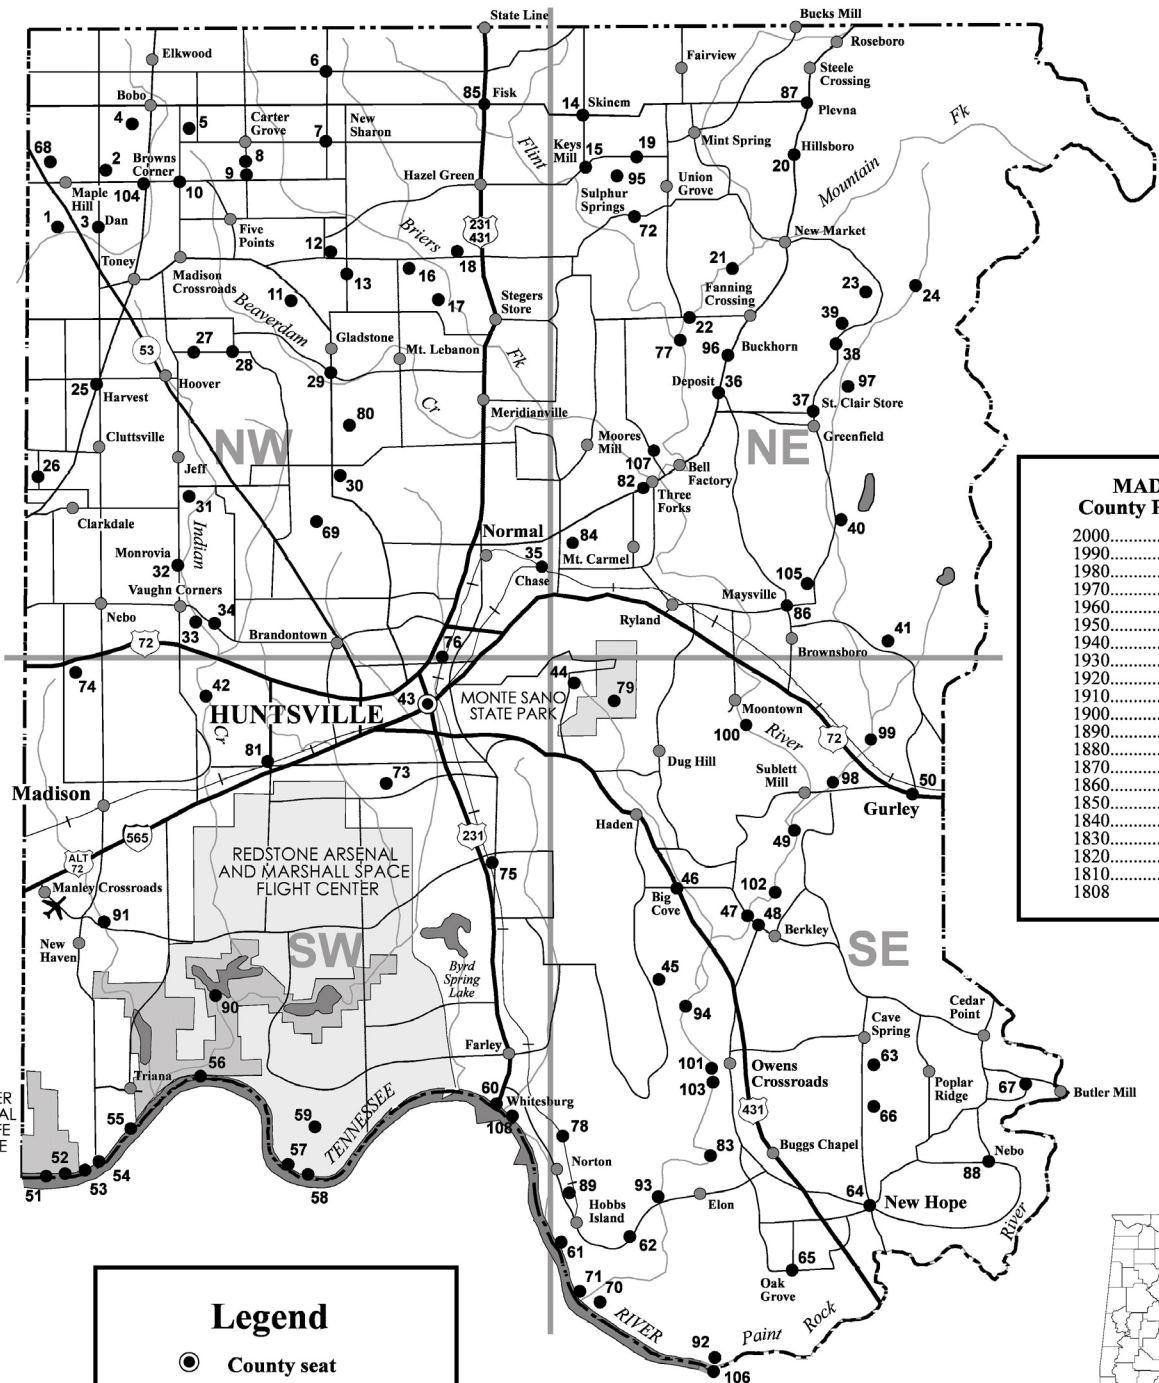 State Line
Bucks Mill
Roseboro
Elkwood
Fairview
6
Steele
Crossing
Bobo
85
Fisk
14
Skinem
87
Plevna
4
5
Carter
Grove
7
New
Sharon
Flint
Keys
Mill
15
19
Mint Spring
Hillsboro
20
Fk
68
2
Browns
Corner
8
9
Hazel Green
95
Union
Grove
Mountain
Maple
Hill
104
10
Sulphur
Springs
72
1
3
Dan
Five
Points
231
431
Briers
New Market
12
Toney
Madison
Crossroads
13
16
18
21
Fanning
Crossing
23
24
11
Beaverdam
17
Stegers
Store
22
39
53
27
28
Gladstone
Mt. Lebanon
Fk
77
96
Buckhorn
38
25
Harvest
Hoover
29
Cr
Meridianville
Deposit
36
97
37
St. Clair Store
Greenfield
80
Cluttsville
NW
Moores
Mill
NE
26
Jeff
107
82
Bell
Factory
Three
Forks
30
31
Clarkdale
Indian
69
Normal
84
40
Monrovia
32
35
Chase
Mt. Carmel
Vaughn Corners
105
Maysville
86
Nebo
33
34
Brandontown
Ryland
41
72
76
Brownsboro
74
42
44
79
MONTE SANO
STATE PARK
43
HUNTSVILLE
Cr
Moontown
100
River
72
99
81
73
Dug Hill
Sublett
Mill
98
50
Gurley
Madison
565
231
Haden
49
ALT
72
REDSTONE ARSENAL
AND MARSHALL SPACE
FLIGHT CENTER
75
Manley Crossroads
46
Big
Cove
102
91
47
48
Berkley
New
Haven
SW
SE
Byrd
Spring
Lake
45
90
94
Cave
Spring
Cedar
Point
Farley
63
Triana
56
101
103
Owens
Crossroads
Poplar
Ridge
67
Butler Mill
60
Whitesburg
108
66
431
55
59
TENNESSEE
78
83
Buggs Chapel
52
57
Norton
Nebo
88
51
53
54
58
89
Hobbs
Island
93
Elon
64
New Hope
61
62
65
Oak
Grove
River
71
70
RIVER
92
106
Paint
Rock
ER
AL
FE
E
MAD
County P
2000..........
1990..........
1980..........
1970..........
1960..........
1950..........
1940..........
1930..........
1920..........
1910..........
1900..........
1890..........
1880..........
1870..........
1860..........
1850..........
1840..........
1830..........
1820..........
1810..........
1808
Legend
County seat